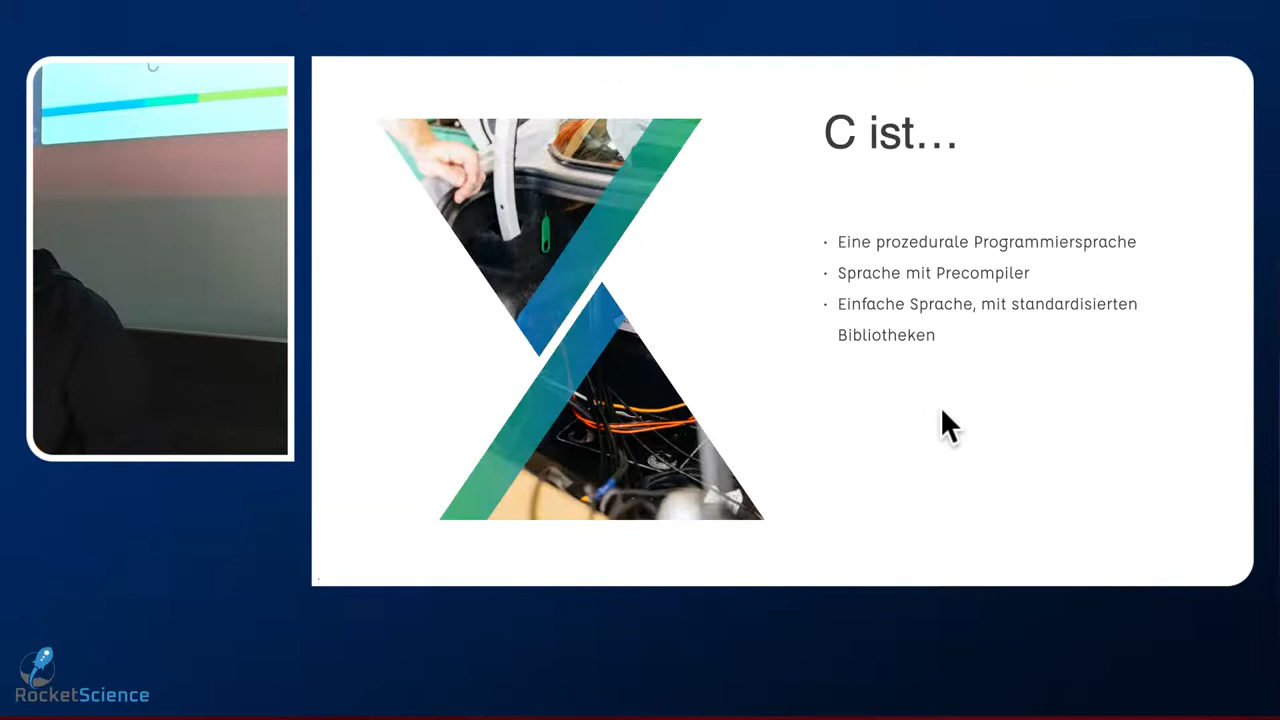 C ist...
· Eine prozedurale Programmiersprache
· Sprache mit Precompiler
· Einfache Sprache, mit standardisierten
Bibliotheken
RocketScience